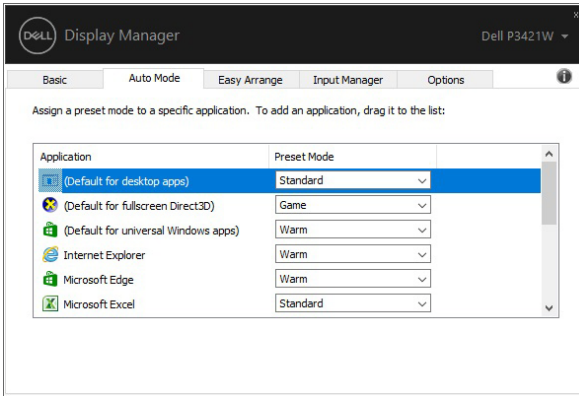 DELL Display Manager
Dell P3421W
Basic Auto Mode Easy Arrange Input Manager Options
Assign a preset mode to a specific application. To add an application, drag it to the list:
Application Preset Mode
(Default for desktop apps) Standard
(Default for fullscreen Direct3D) Game
(Default for universal Windows apps) Warm
Internet Explorer Warm
Microsoft Edge Warm
Microsoft Excel Standard